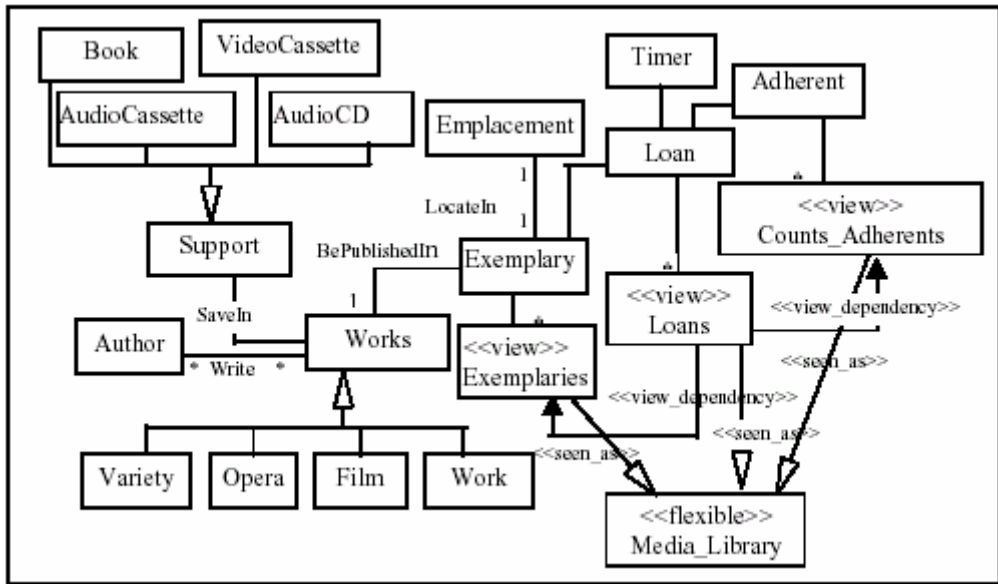 Book
VideoCassette
Timer
Adherent
AudioCassette
AudioCD
Emplacement
Loan
1
*
LocateIn
<<view>>
Counts_Adherents
1
Support
BePublishedIn
Exemplary
*
<<view>>
Loans
<<view_dependency>>
SaveIn
1
Author
Works
*
<<view>>
Exemplaries
<<seen_as>>
* Write *
<<view_dependency>>
<<seen_as>>
<<seen_as>>
Variety
Opera
Film
Work
<<flexible>>
Media_Library